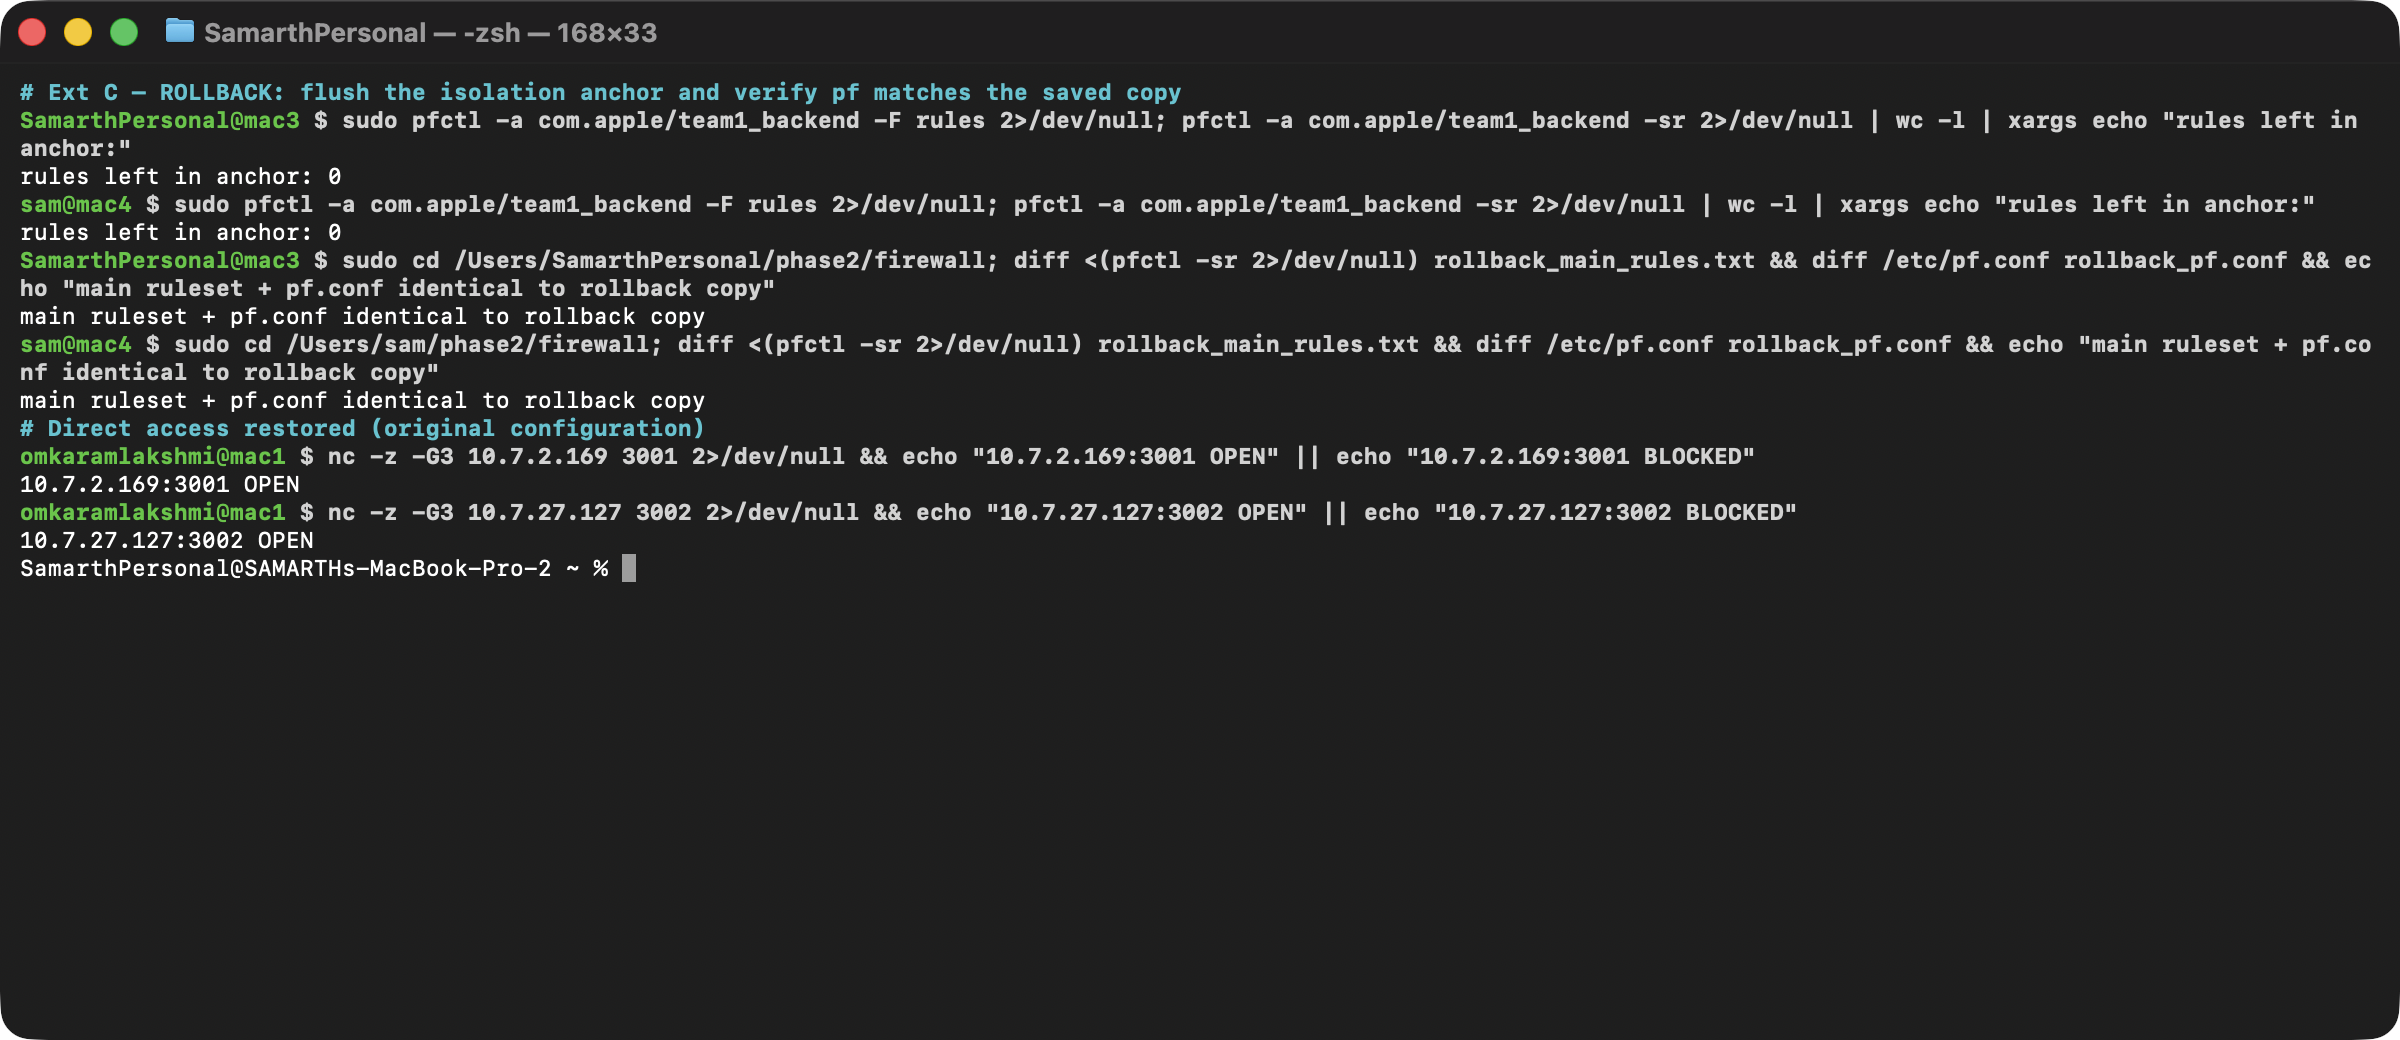 SamarthPersonal — -zsh — 168×33
# Ext C — ROLLBACK: flush the isolation anchor and verify pf matches the saved copy
SamarthPersonal@mac3 $ sudo pfctl -a com.apple/team1_backend -F rules 2>/dev/null; pfctl -a com.apple/team1_backend -sr 2>/dev/null | wc -l | xargs echo "rules left in
anchor:"
rules left in anchor: 0
sam@mac4 $ sudo pfctl -a com.apple/team1_backend -F rules 2>/dev/null; pfctl -a com.apple/team1_backend -sr 2>/dev/null | wc -l | xargs echo "rules left in anchor:"
rules left in anchor: 0
SamarthPersonal@mac3 $ sudo cd /Users/SamarthPersonal/phase2/firewall; diff <(pfctl -sr 2>/dev/null) rollback_main_rules.txt && diff /etc/pf.conf rollback_pf.conf && ec
ho "main ruleset + pf.conf identical to rollback copy"
main ruleset + pf.conf identical to rollback copy
sam@mac4 $ sudo cd /Users/sam/phase2/firewall; diff <(pfctl -sr 2>/dev/null) rollback_main_rules.txt && diff /etc/pf.conf rollback_pf.conf && echo "main ruleset + pf.co
nf identical to rollback copy"
main ruleset + pf.conf identical to rollback copy
# Direct access restored (original configuration)
omkaramlakshmi@mac1 $ nc -z -G3 10.7.2.169 3001 2>/dev/null && echo "10.7.2.169:3001 OPEN" || echo "10.7.2.169:3001 BLOCKED"
10.7.2.169:3001 OPEN
omkaramlakshmi@mac1 $ nc -z -G3 10.7.27.127 3002 2>/dev/null && echo "10.7.27.127:3002 OPEN" || echo "10.7.27.127:3002 BLOCKED"
10.7.27.127:3002 OPEN
SamarthPersonal@SAMARTHs-MacBook-Pro-2 ~ %